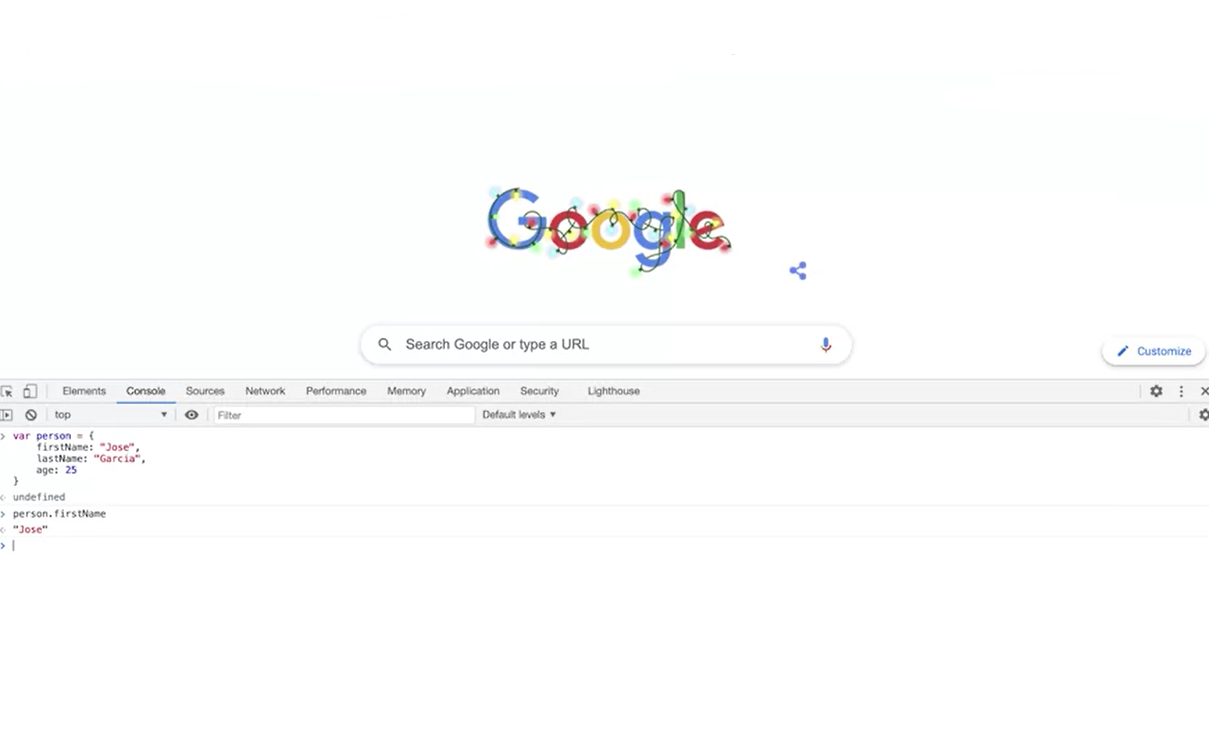 Google
Search Google or type a URL
Customize
Elements Console Sources Network Performance Memory Application Security Lighthouse
top Filter Default levels
var person = {
firstName: "Jose",
lastName: "Garcia",
age: 25
}
undefined
person.firstName
"Jose"